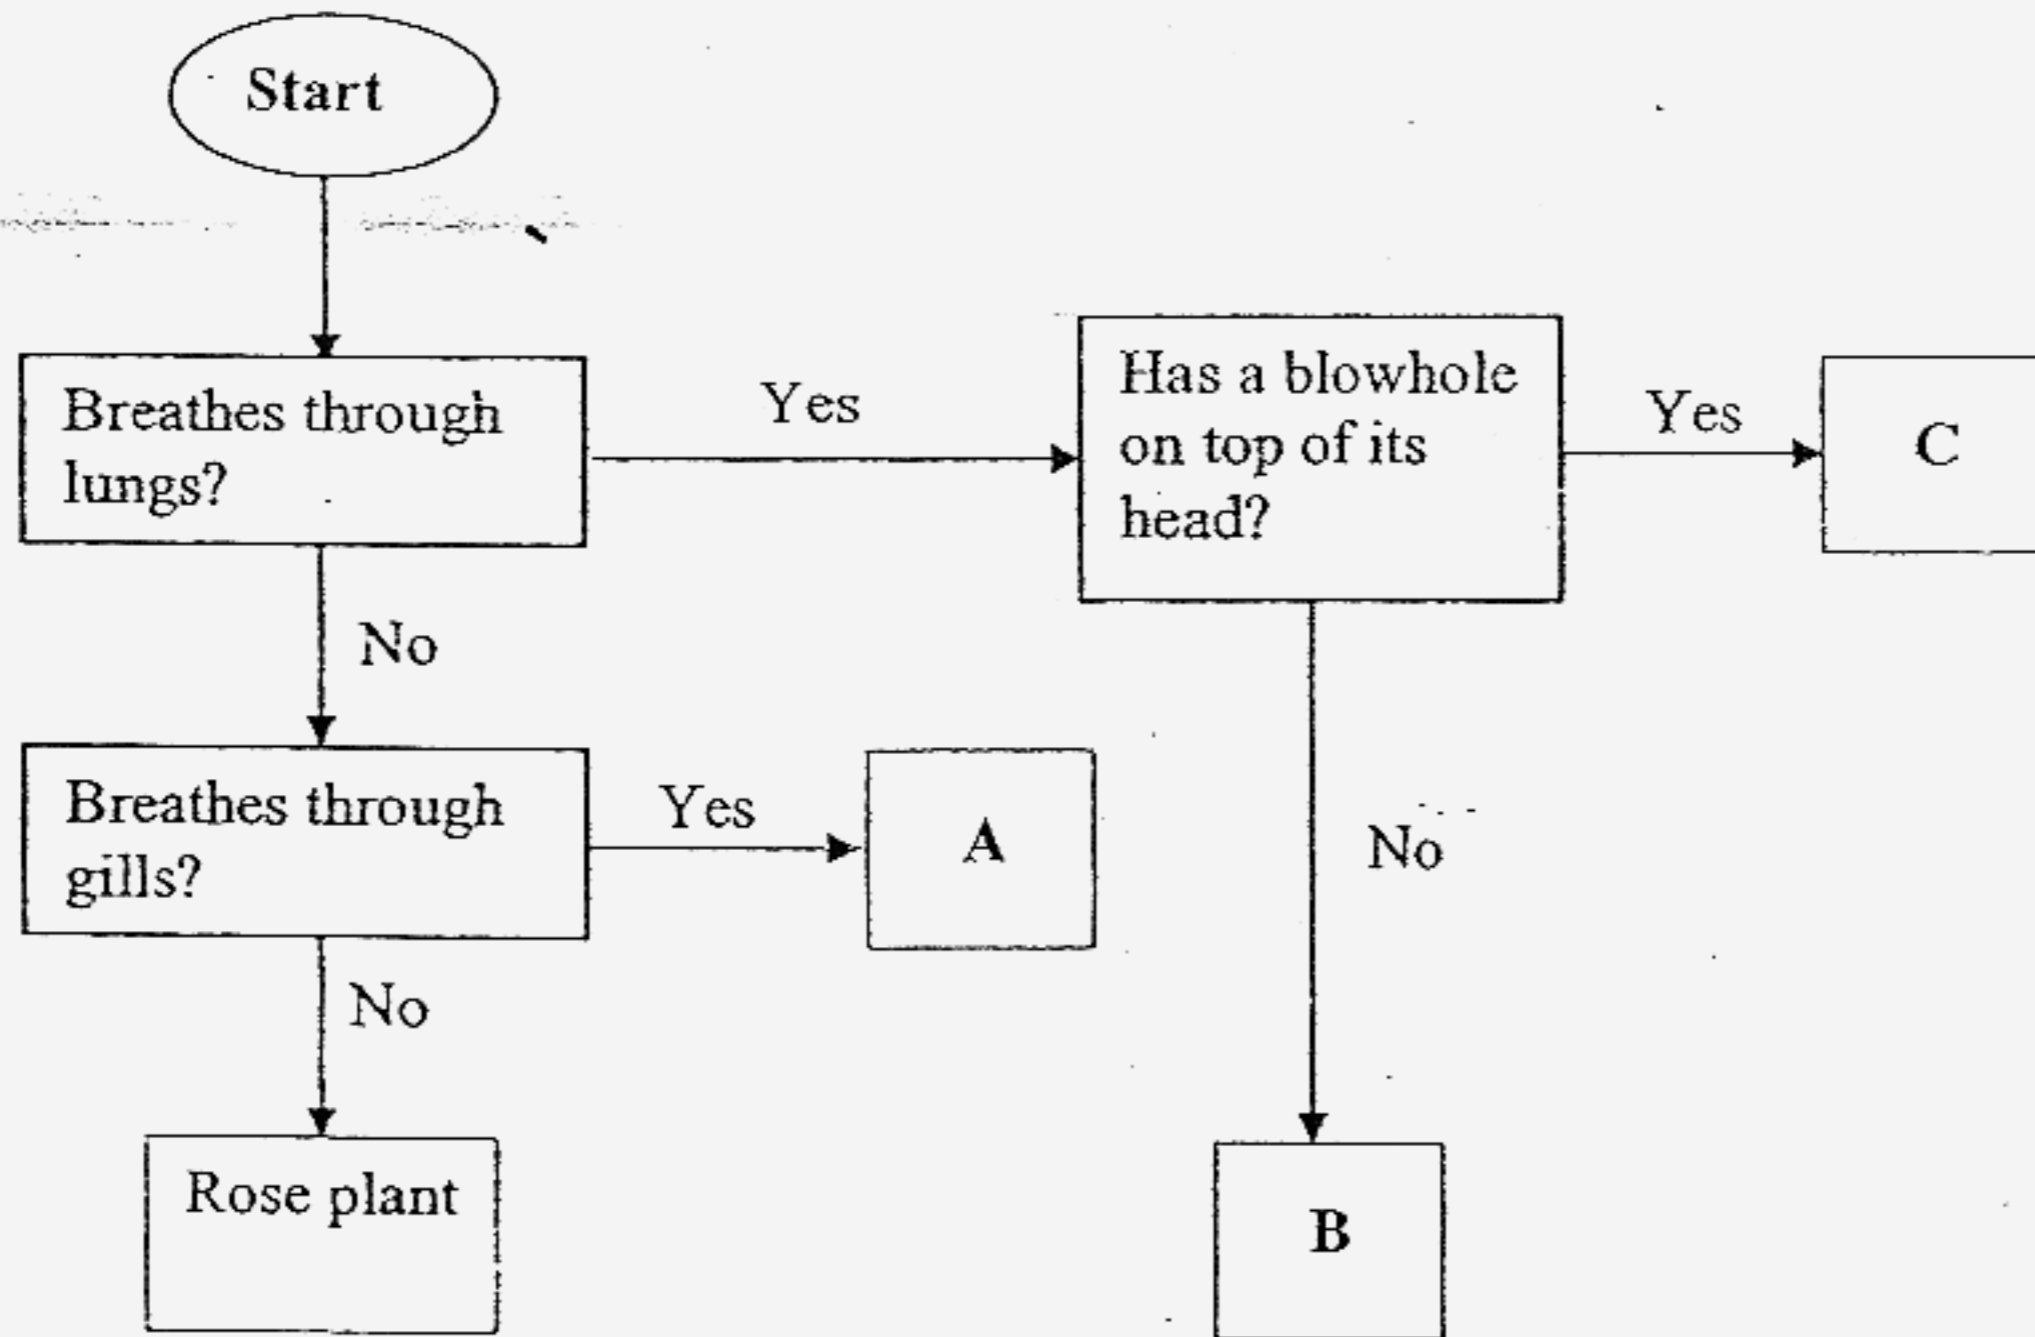 Start
Breathes through
lungs?
Yes
Has a blowhole
on top of its
head?
Yes
C
No
Breathes through
gills?
Yes
A
No
No
Rose plant
B